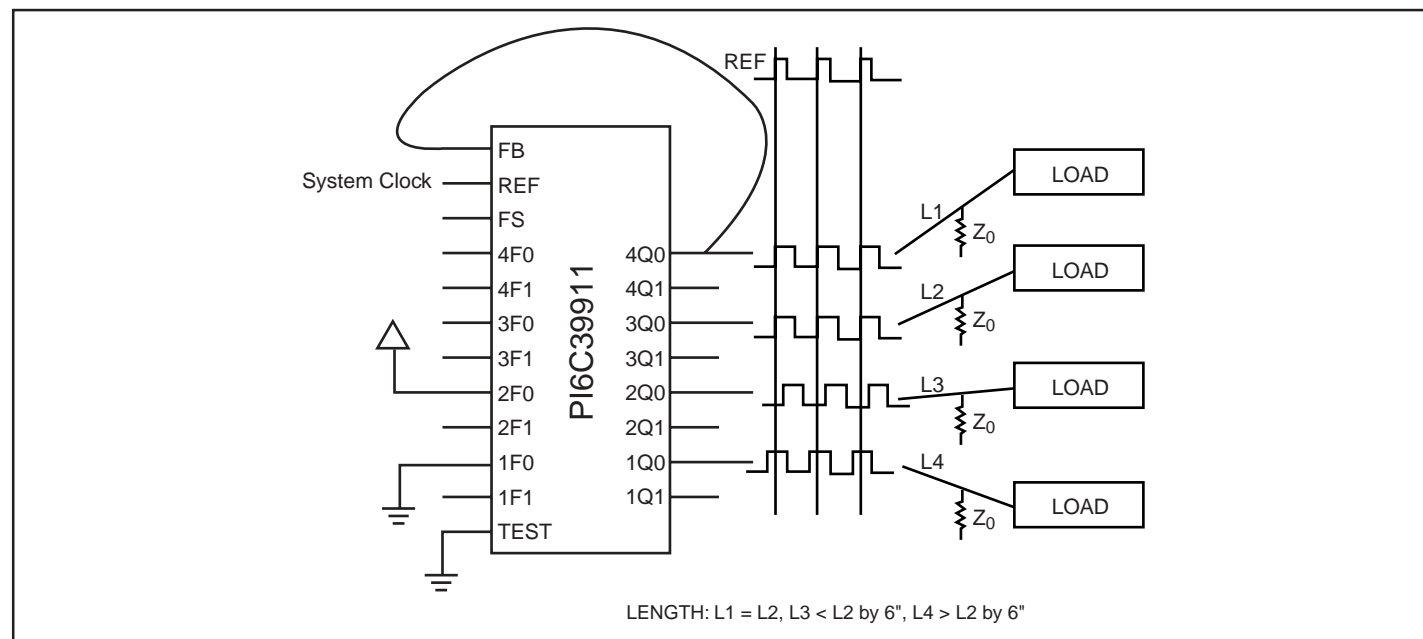 REF
FB
System Clock
REF
FS
4F0
4F1
3F0
3F1
2F0
2F1
1F0
1F1
TEST
PI6C39911
4Q0
4Q1
3Q0
3Q1
2Q0
2Q1
1Q0
1Q1
L1
Z0
LOAD
L2
Z0
LOAD
L3
Z0
LOAD
L4
Z0
LOAD
LENGTH: L1 = L2, L3 < L2 by 6", L4 > L2 by 6"